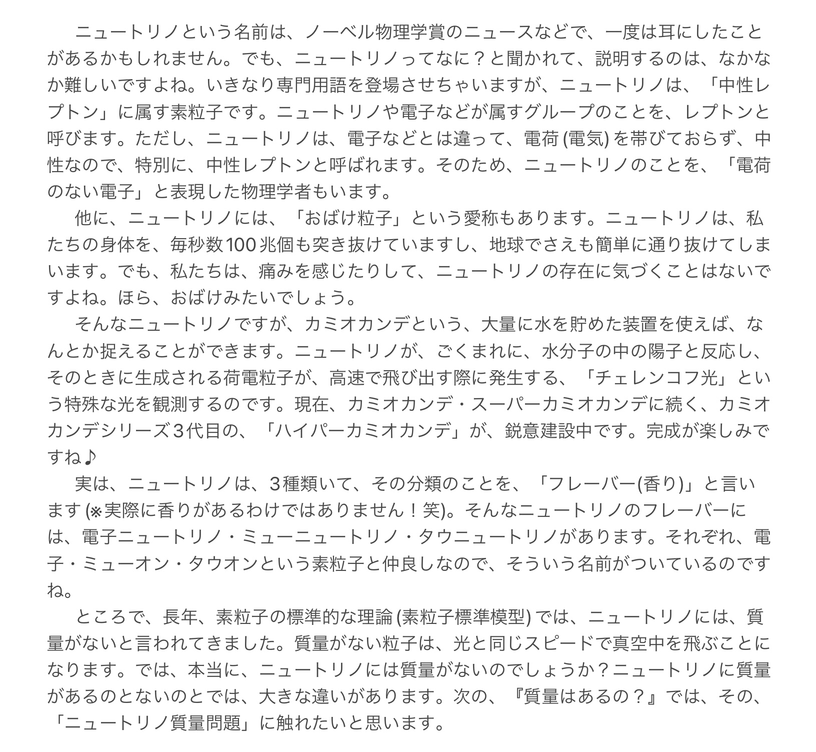 ニュートリノという名前は、ノーベル物理学賞のニュースなどで、一度は耳にしたこと
があるかもしれません。でも、ニュートリノってなに？と聞かれて、説明するのは、なかな
か難しいですよね。いきなり専門用語を登場させちゃいますが、ニュートリノは、「中性レ
プトン」に属す素粒子です。ニュートリノや電子などが属すグループのことを、レプトンと
呼びます。ただし、ニュートリノは、電子などとは違って、電荷(電気)を帯びておらず、中
性なので、特別に、中性レプトンと呼ばれます。そのため、ニュートリノのことを、「電荷
のない電子」と表現した物理学者もいます。
他に、ニュートリノには、「おばけ粒子」という愛称もあります。ニュートリノは、私
たちの身体を、毎秒数100兆個も突き抜けていますし、地球でさえも簡単に通り抜けてしま
います。でも、私たちは、痛みを感じたりして、ニュートリノの存在に気づくことはないで
すよね。ほら、おばけみたいでしょう。
そんなニュートリノですが、カミオカンデという、大量に水を貯めた装置を使えば、な
んとか捉えることができます。ニュートリノが、ごくまれに、水分子の中の陽子と反応し、
そのときに生成される荷電粒子が、高速で飛び出す際に発生する、「チェレンコフ光」とい
う特殊な光を観測するのです。現在、カミオカンデ・スーパーカミオカンデに続く、カミオ
カンデシリーズ3代目の、「ハイパーカミオカンデ」が、鋭意建設中です。完成が楽しみで
すね♪
実は、ニュートリノは、3種類いて、その分類のことを、「フレーバー(香り)」と言い
ます(※実際に香りがあるわけではありません！笑)。そんなニュートリノのフレーバーに
は、電子ニュートリノ・ミューニュートリノ・タウニュートリノがあります。それぞれ、電
子・ミューオン・タウオンという素粒子と仲良しなので、そういう名前がついているのです
ね。
ところで、長年、素粒子の標準的な理論(素粒子標準模型)では、ニュートリノには、質
量がないと言われてきました。質量がない粒子は、光と同じスピードで真空中を飛ぶことに
なります。では、本当に、ニュートリノには質量がないのでしょうか？ニュートリノに質量
があるのとないのとでは、大きな違いがあります。次の、『質量はあるの？』では、その、
「ニュートリノ質量問題」に触れたいと思います。